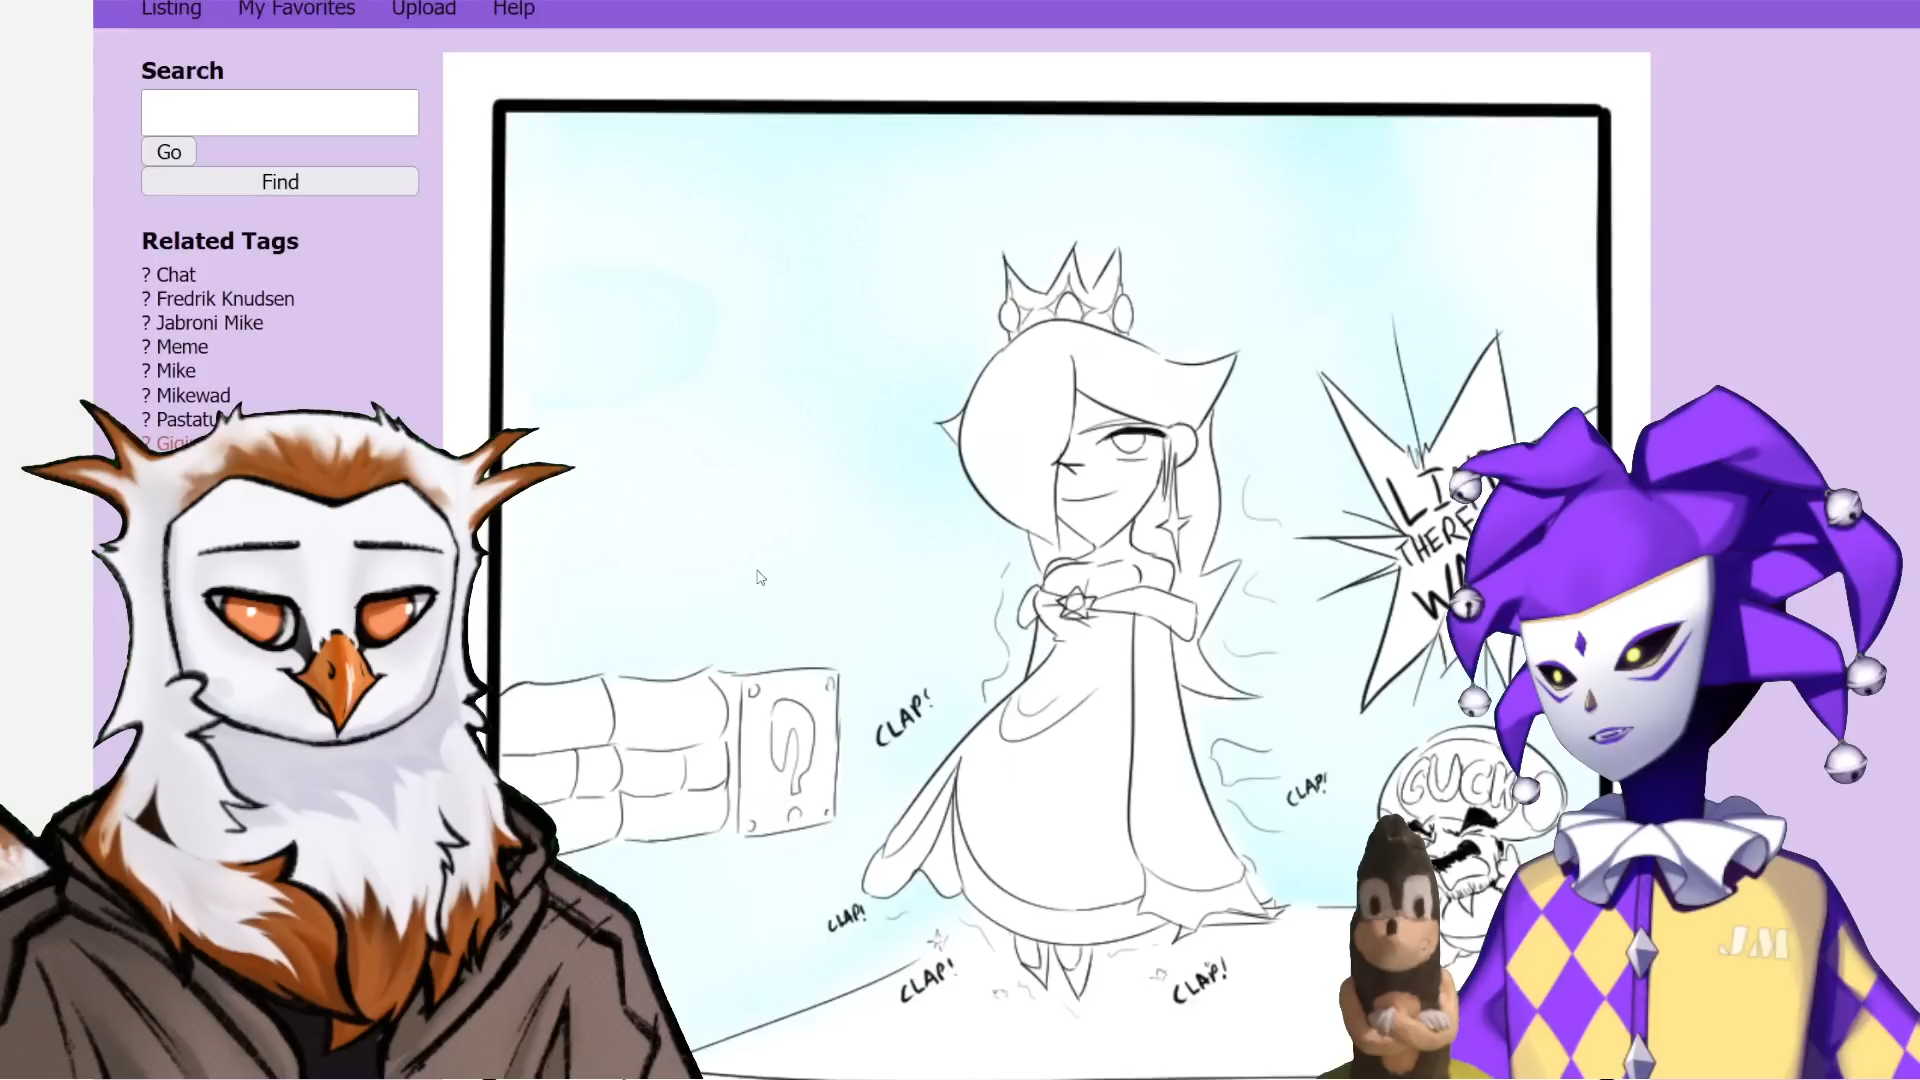 Listing My Favorites Upload Help
Search
Go
Find
Related Tags
? Chat
? Fredrik Knudsen
? Jabroni Mike
? Meme
? Mike
? Mikewad
?
?
THERE
?
CLAP!
CLAP!
GUCK
CLAP!
CLAP!
CLAP!
JM